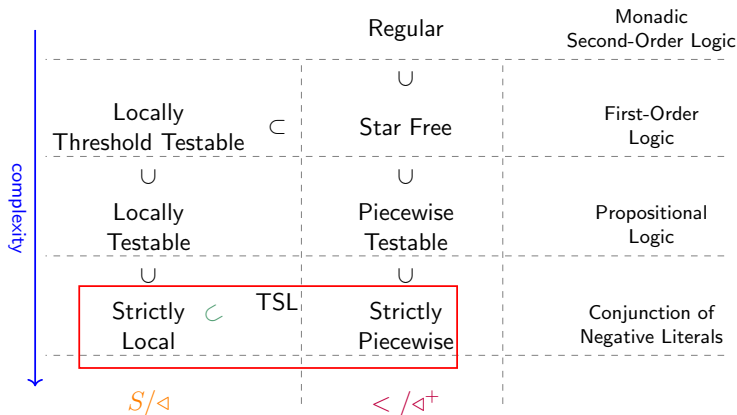 Regular
Monadic
Second-Order Logic
∪
Locally
Threshold Testable
⊂
Star Free
First-Order
Logic
∪
∪
complexity
Locally
Testable
Piecewise
Testable
Propositional
Logic
∪
∪
Strictly
Local
⊂
TSL
Strictly
Piecewise
Conjunction of
Negative Literals
S/◃
< /◃⁺